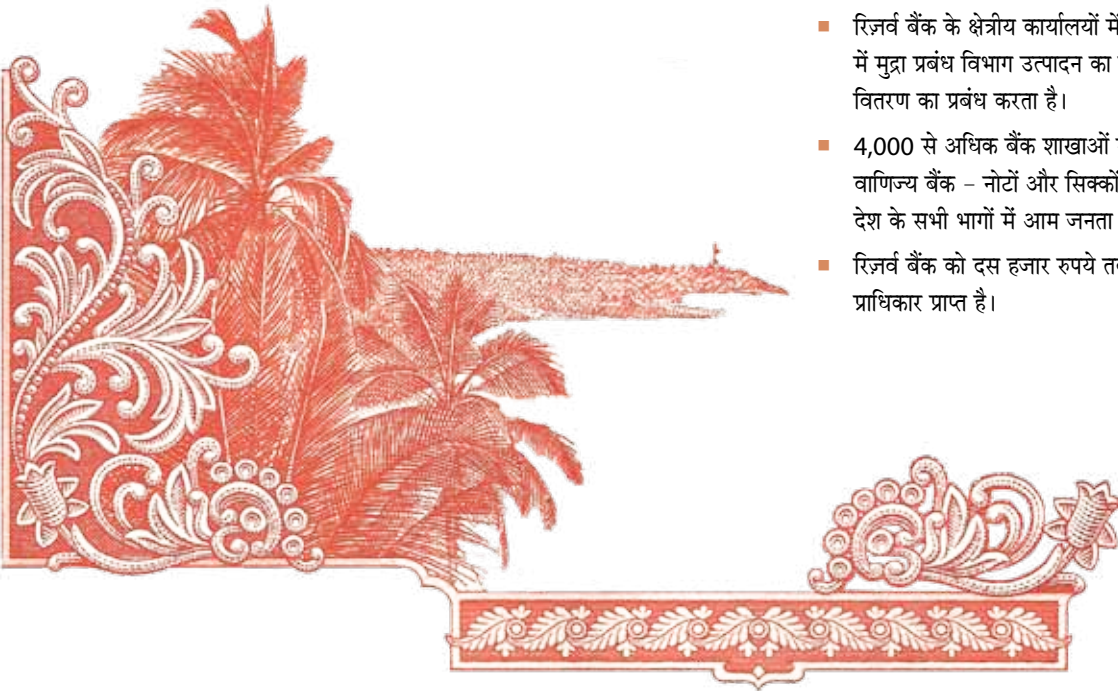 रिज़र्व बैंक के क्षेत्रीय कार्यालयों में
में मुद्रा प्रबंध विभाग उत्पादन का
वितरण का प्रबंध करता है।
4,000 से अधिक बैंक शाखाओं
वाणिज्य बैंक – नोटों और सिक्कों
देश के सभी भागों में आम जनता
रिज़र्व बैंक को दस हजार रुपये
प्राधिकार प्राप्त है।